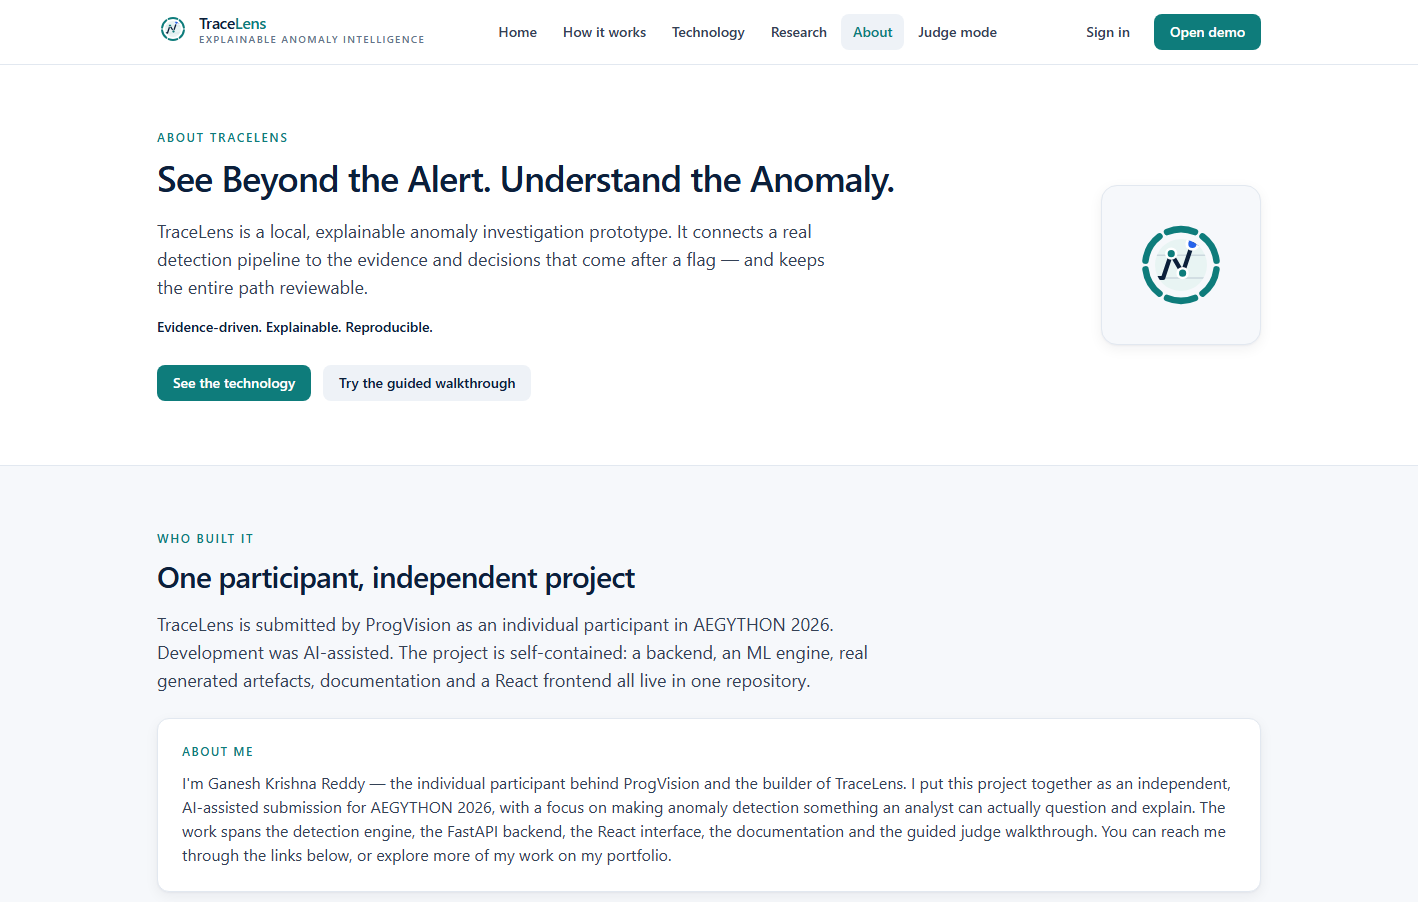 TraceLens
EXPLAINABLE ANOMALY INTELLIGENCE
Home
How it works
Technology
Research
About
Judge mode
Sign in
Open demo
ABOUT TRACELENS
See Beyond the Alert. Understand the Anomaly.
TraceLens is a local, explainable anomaly investigation prototype. It connects a real
detection pipeline to the evidence and decisions that come after a flag — and keeps
the entire path reviewable.
Evidence-driven. Explainable. Reproducible.
See the technology
Try the guided walkthrough
WHO BUILT IT
One participant, independent project
TraceLens is submitted by ProgVision as an individual participant in AEGYTHON 2026.
Development was AI-assisted. The project is self-contained: a backend, an ML engine, real
generated artefacts, documentation and a React frontend all live in one repository.
ABOUT ME
I'm Ganesh Krishna Reddy — the individual participant behind ProgVision and the builder of TraceLens. I put this project together as an independent,
AI-assisted submission for AEGYTHON 2026, with a focus on making anomaly detection something an analyst can actually question and explain. The
work spans the detection engine, the FastAPI backend, the React interface, the documentation and the guided judge walkthrough. You can reach me
through the links below, or explore more of my work on my portfolio.